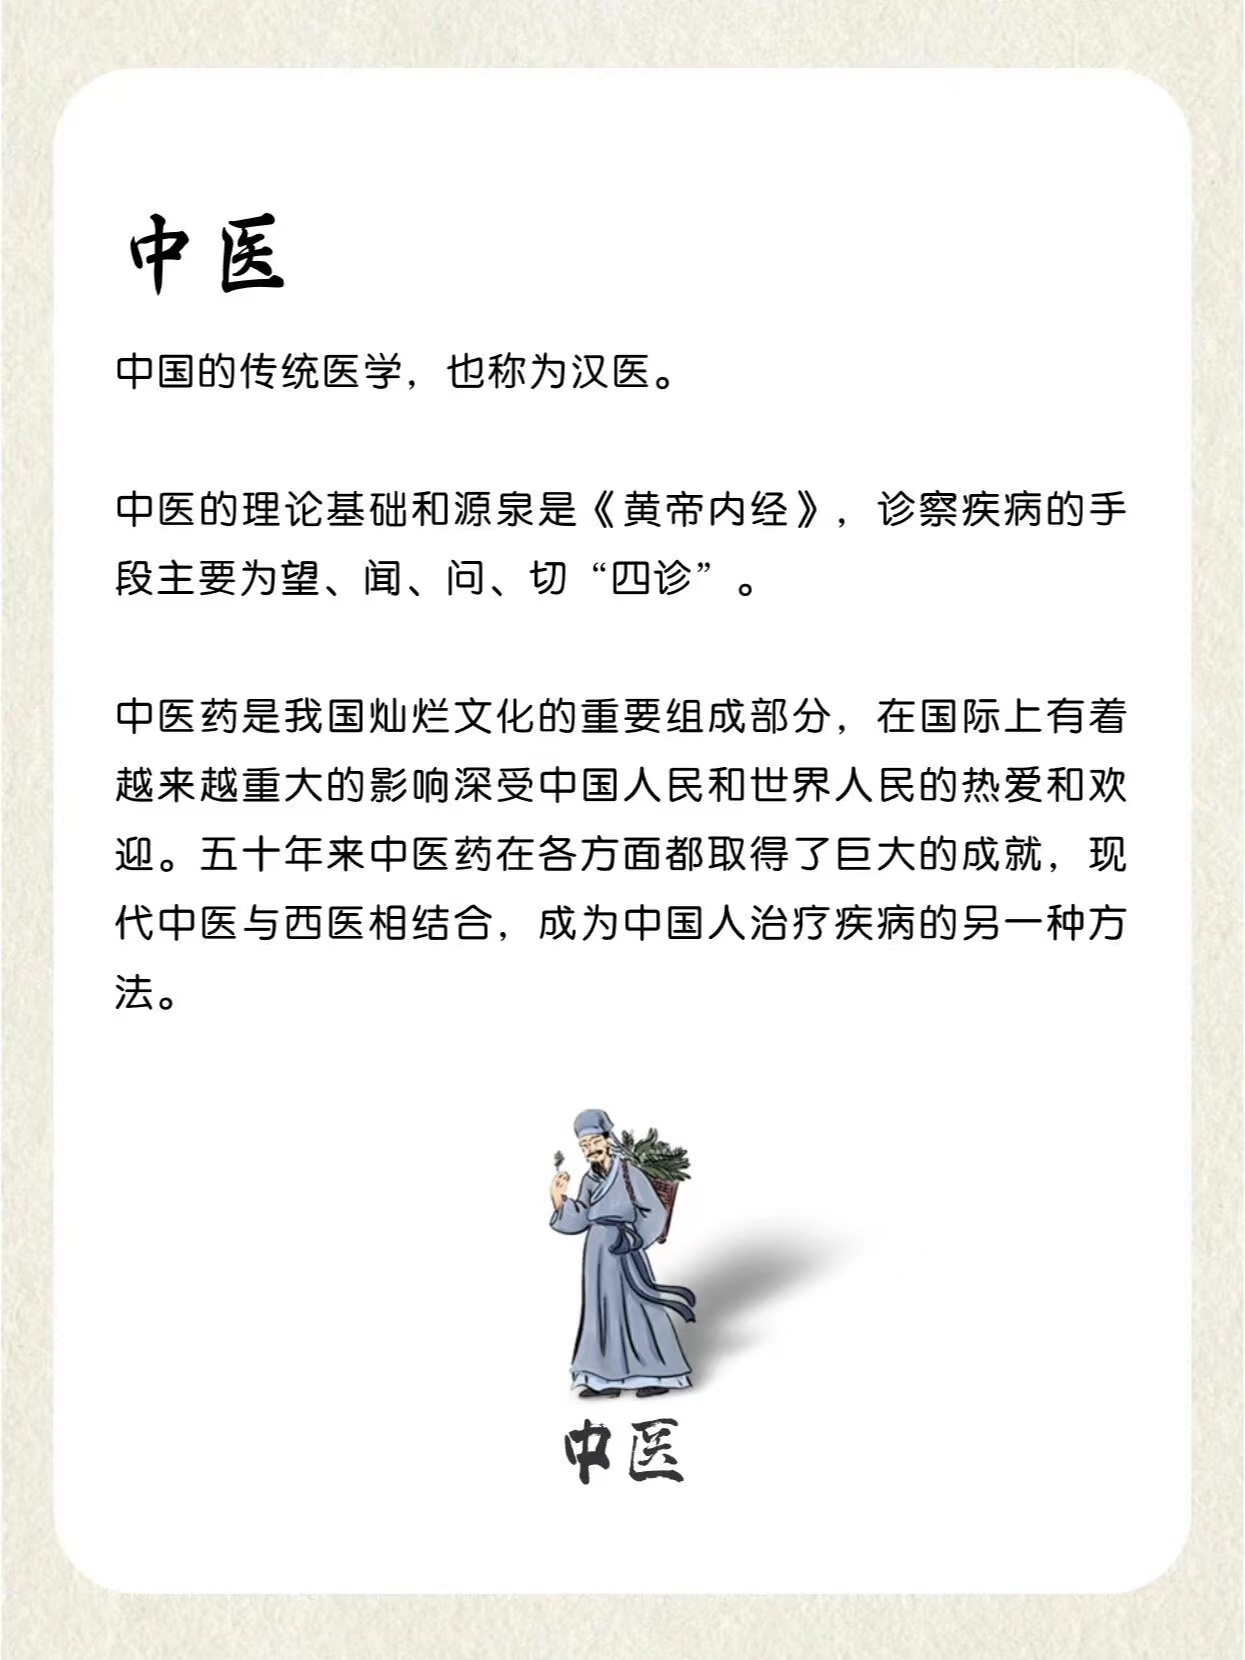 中医
中国的传统医学，也称为汉医。
中医的理论基础和源泉是《黄帝内经》，诊察疾病的手
段主要为望、闻、问、切“四诊”。
中医药是我国灿烂文化的重要组成部分，在国际上有着
越来越重大的影响深受中国人民和世界人民的热爱和欢
迎。五十年来中医药在各方面都取得了巨大的成就，现
代中医与西医相结合，成为中国人治疗疾病的另一种方
法。
中医